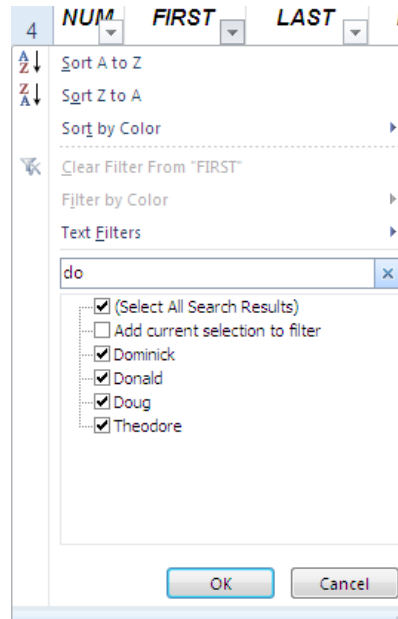 4 NUM FIRST LAST
Sort A to Z
Sort Z to A
Sort by Color
Clear Filter From "FIRST"
Filter by Color
Text Filters
do
(Select All Search Results)
Add current selection to filter
Dominick
Donald
Doug
Theodore
OK Cancel